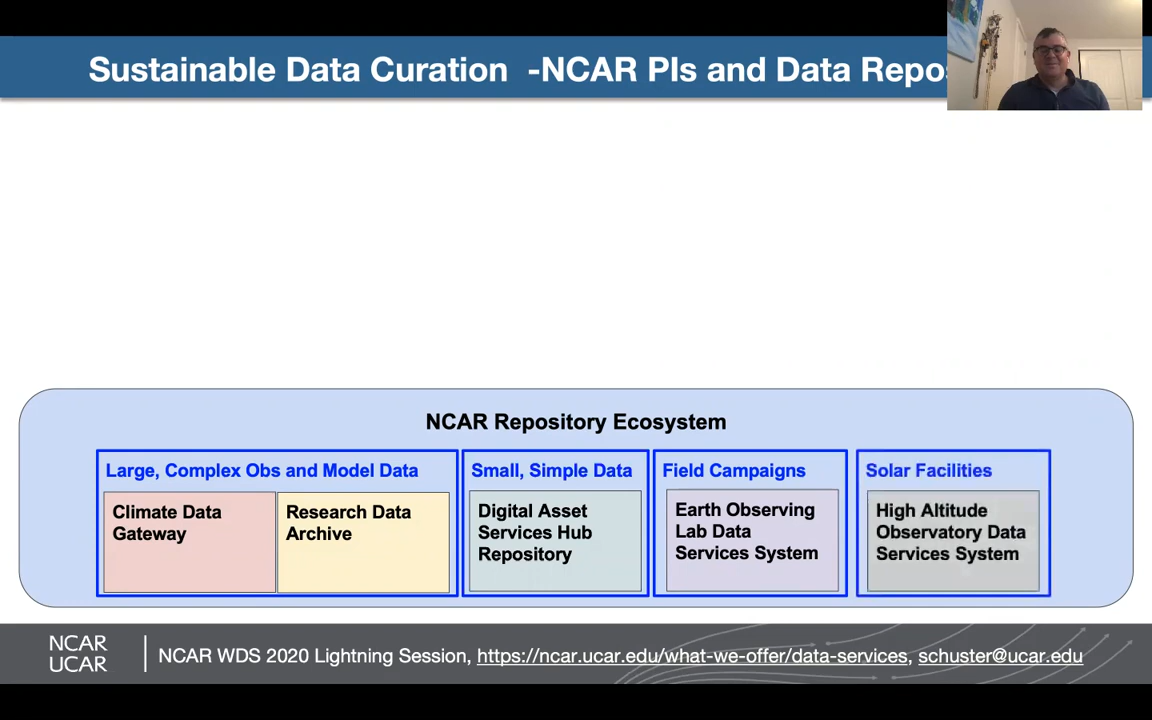 Sustainable Data Curation -NCAR PIs and Data
NCAR Repository Ecosystem
Large, Complex Obs and Model Data
Climate Data
Gateway
Research Data
Archive
Small, Simple Data
Digital Asset
Services Hub
Repository
Field Campaigns
Earth Observing
Lab Data
Services System
Solar Facilities
High Altitude
Observatory Data
Services System
NCAR
UCAR
NCAR WDS 2020 Lightning Session, https://ncar.ucar.edu/what-we-offer/data-services, schuster@ucar.edu